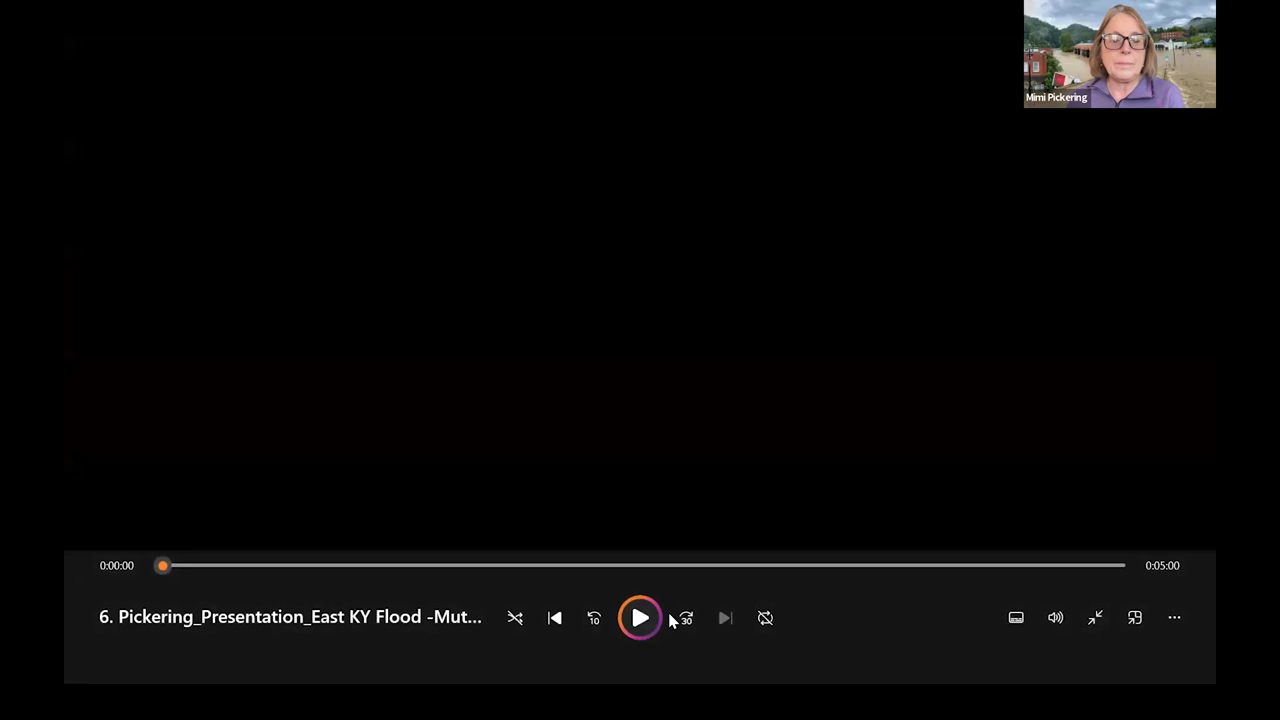 Mimi Pickering
0:00:00
0:05:00
6. Pickering_Presentation_East KY Flood -Mut...
10
30